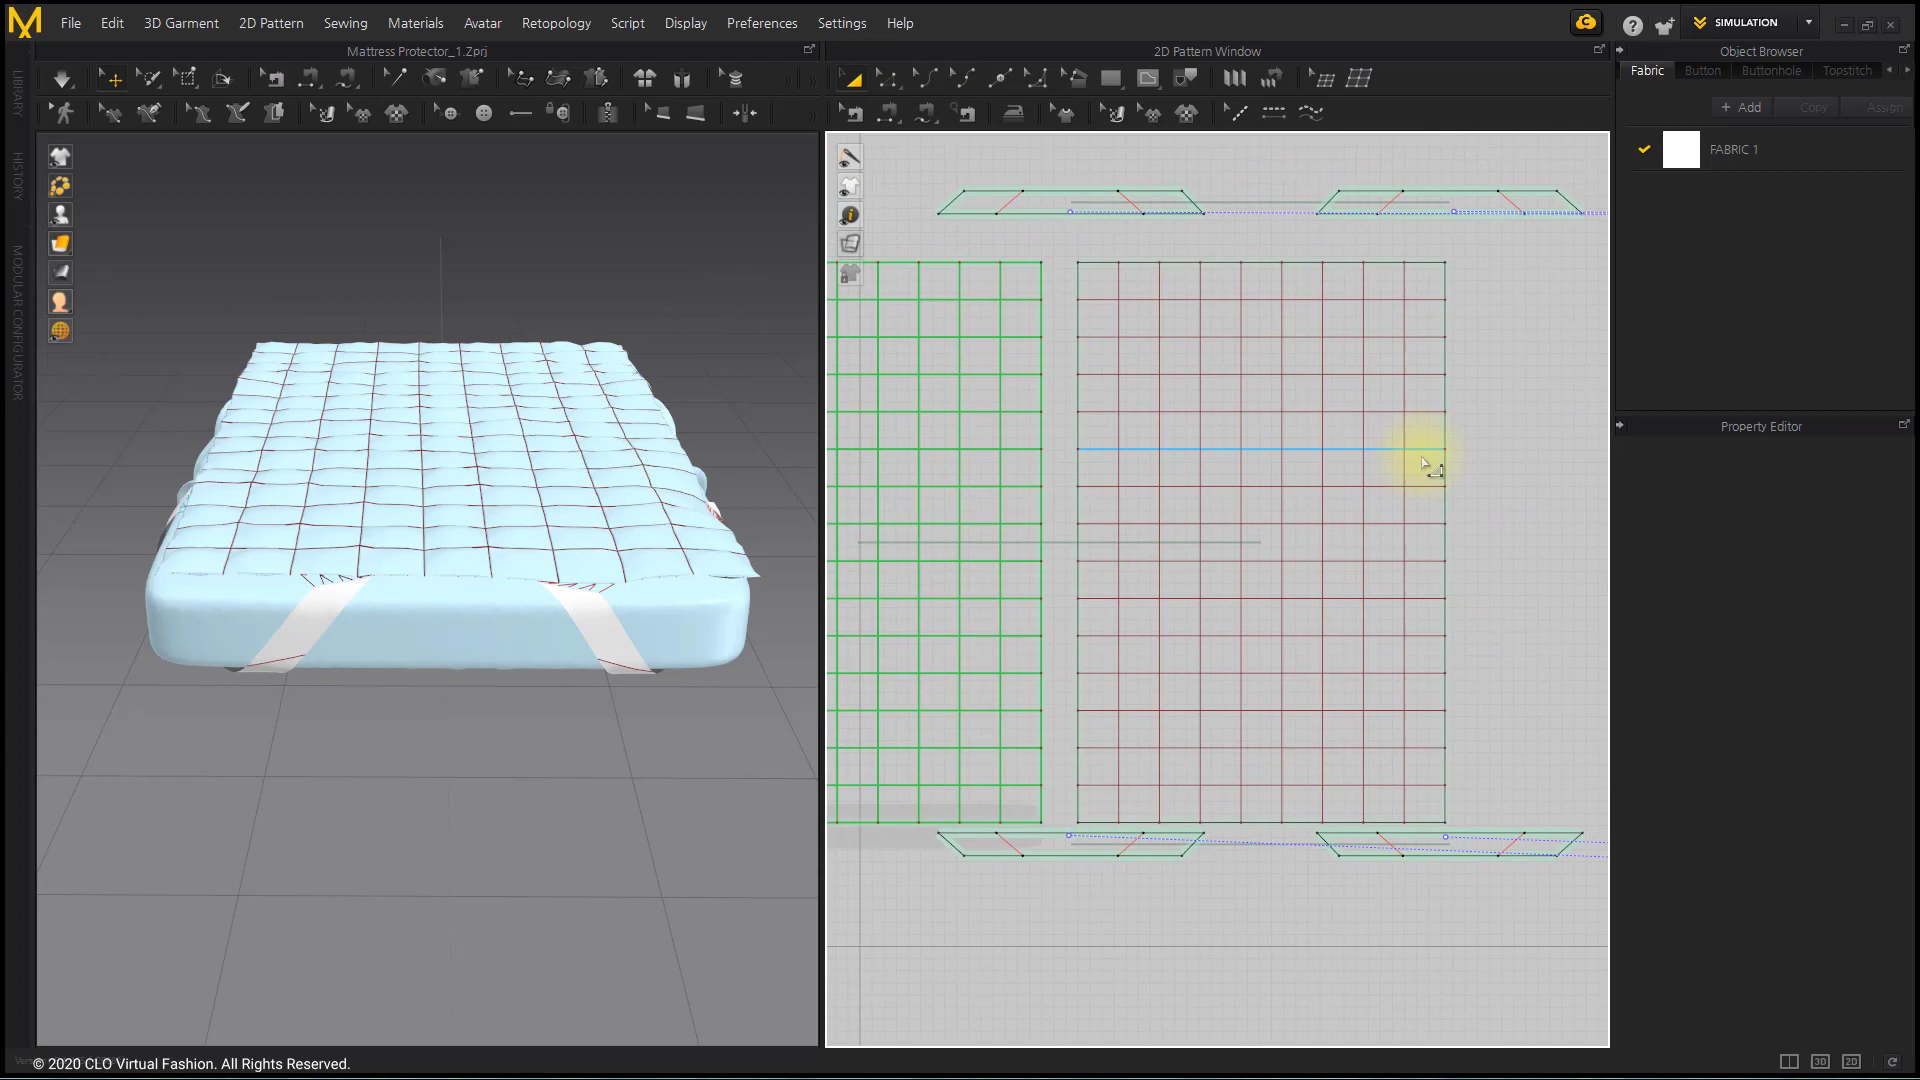 File Edit 3D Garment 2D Pattern Sewing Materials Avatar Retopology Script Display Preferences Settings Help
SIMULATION
Mattress Protector_1.Zprj
2D Pattern Window
Object Browser
Fabric Button Buttonhole Topstitch
+ Add Copy Assign
FABRIC 1
Property Editor
LIBRARY
HISTORY
MODULAR CONFIGURATOR
© 2020 CLO Virtual Fashion. All Rights Reserved.
3D 2D